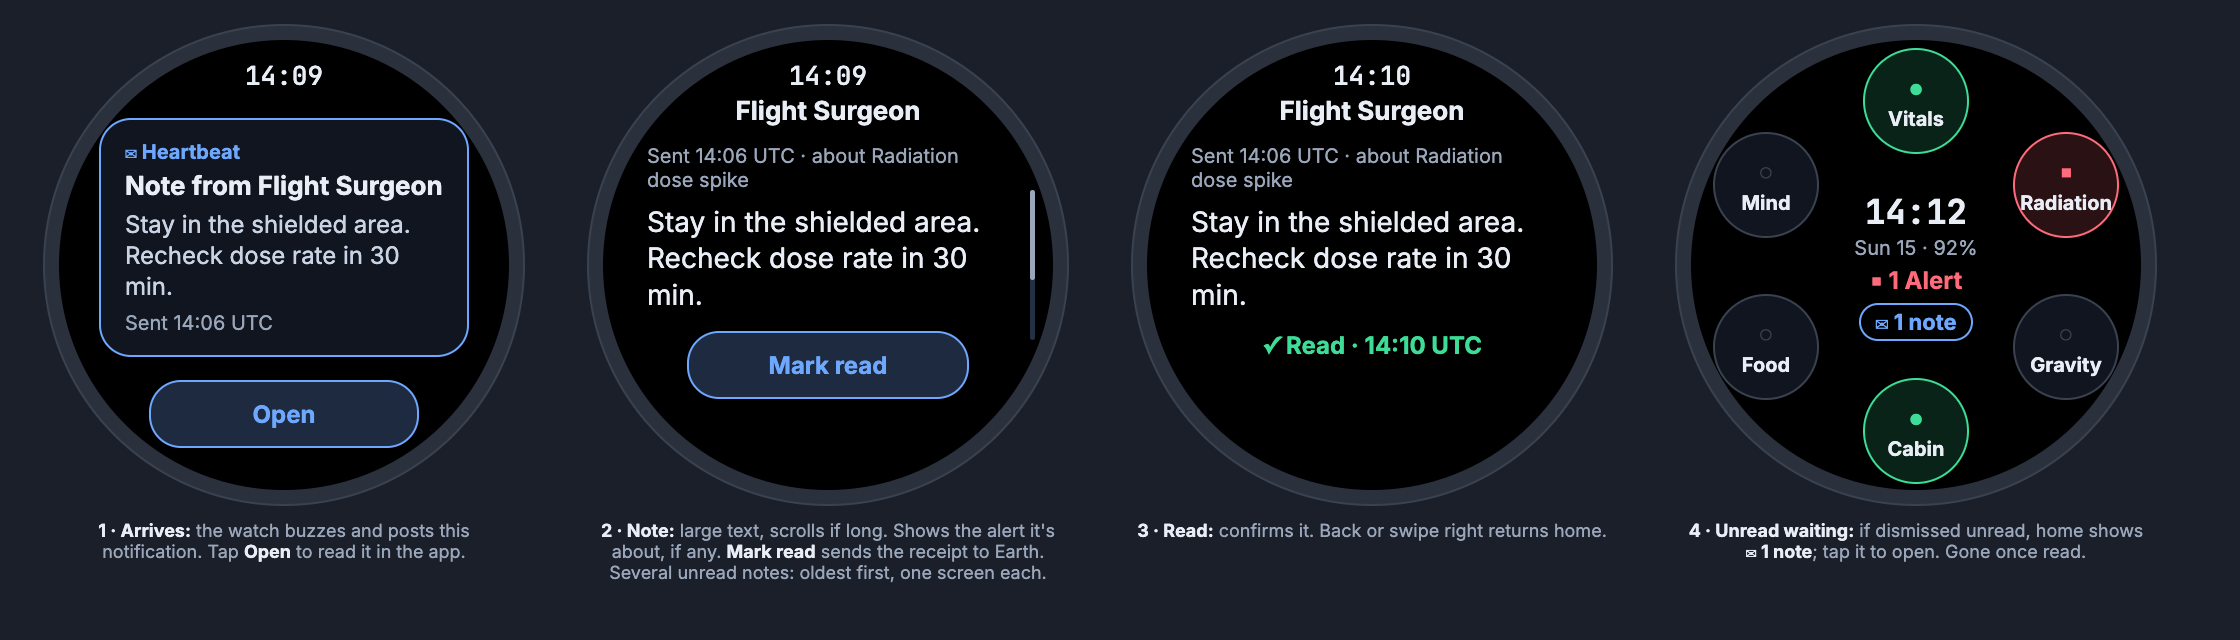 14:09
✉ Heartbeat
Note from Flight Surgeon
Stay in the shielded area.
Recheck dose rate in 30
min.
Sent 14:06 UTC
Open
1 · Arrives: the watch buzzes and posts this
notification. Tap Open to read it in the app.
14:09
Flight Surgeon
Sent 14:06 UTC · about Radiation
dose spike
Stay in the shielded area.
Recheck dose rate in 30
min.
Mark read
2 · Note: large text, scrolls if long. Shows the alert it's
about, if any. Mark read sends the receipt to Earth.
Several unread notes: oldest first, one screen each.
14:10
Flight Surgeon
Sent 14:06 UTC · about Radiation
dose spike
Stay in the shielded area.
Recheck dose rate in 30
min.
✓ Read · 14:10 UTC
3 · Read: confirms it. Back or swipe right returns home.
Vitals
Mind
Radiation
14:12
Sun 15 · 92%
1 Alert
✉ 1 note
Food
Gravity
Cabin
4 · Unread waiting: if dismissed unread, home shows
✉ 1 note; tap it to open. Gone once read.